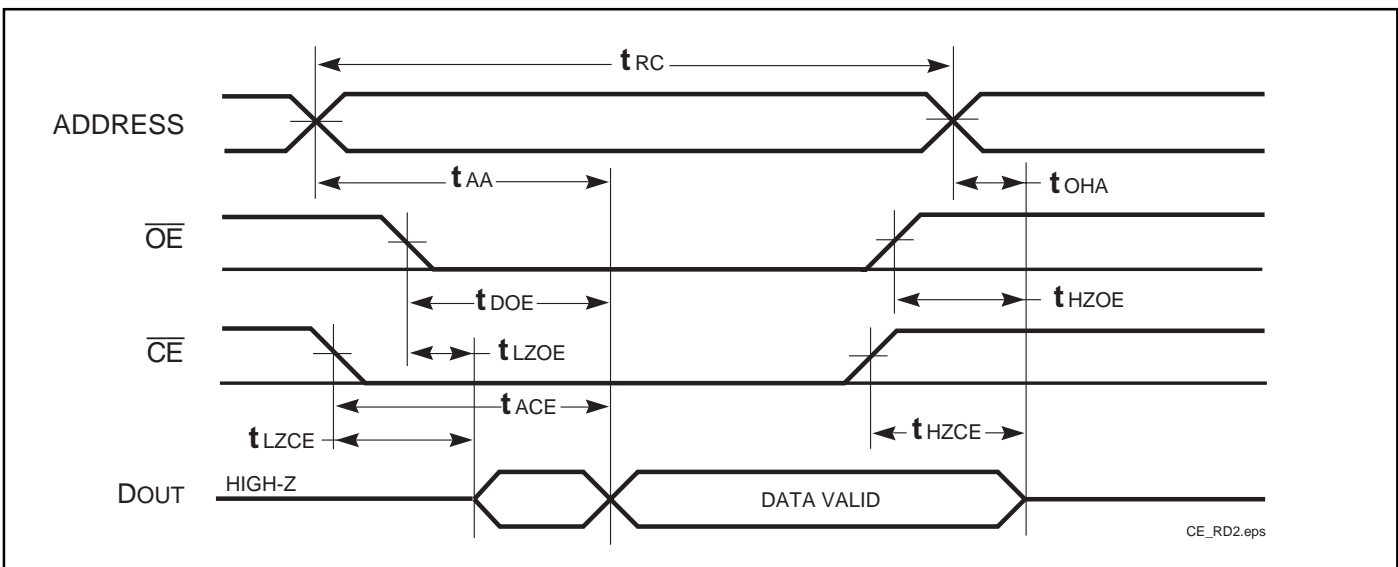 tRC
ADDRESS
tAA
tOHA
OE
tDOE
tHZOE
CE
tLZOE
tACE
tLZCE
tHZCE
DOUT
HIGH-Z
DATA VALID
CE_RD2.eps